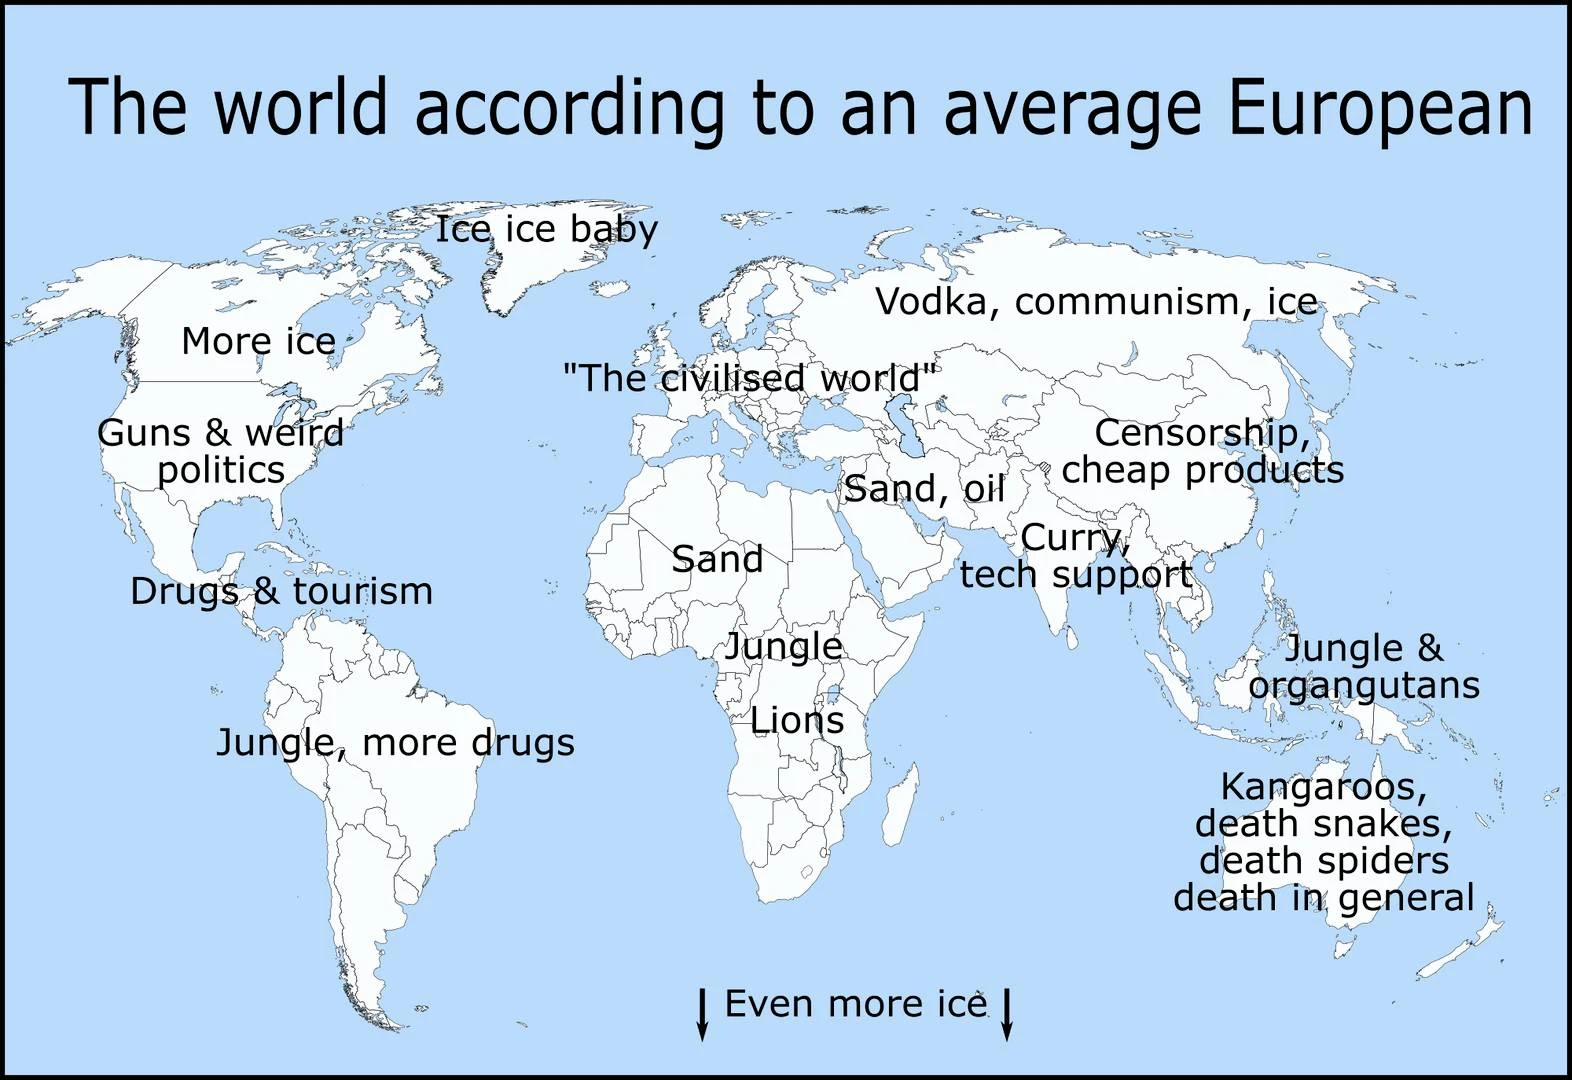 The world according to an average European
Ice ice baby
Vodka, communism, ice
More ice
"The civilised world"
Guns & weird
politics
Censorship,
cheap products
Sand, oil
Curry,
tech support
Sand
Drugs & tourism
Jungle
Jungle &
organgutans
Lions
Jungle, more drugs
Kangaroos,
death snakes,
death spiders
death in general
Even more ice